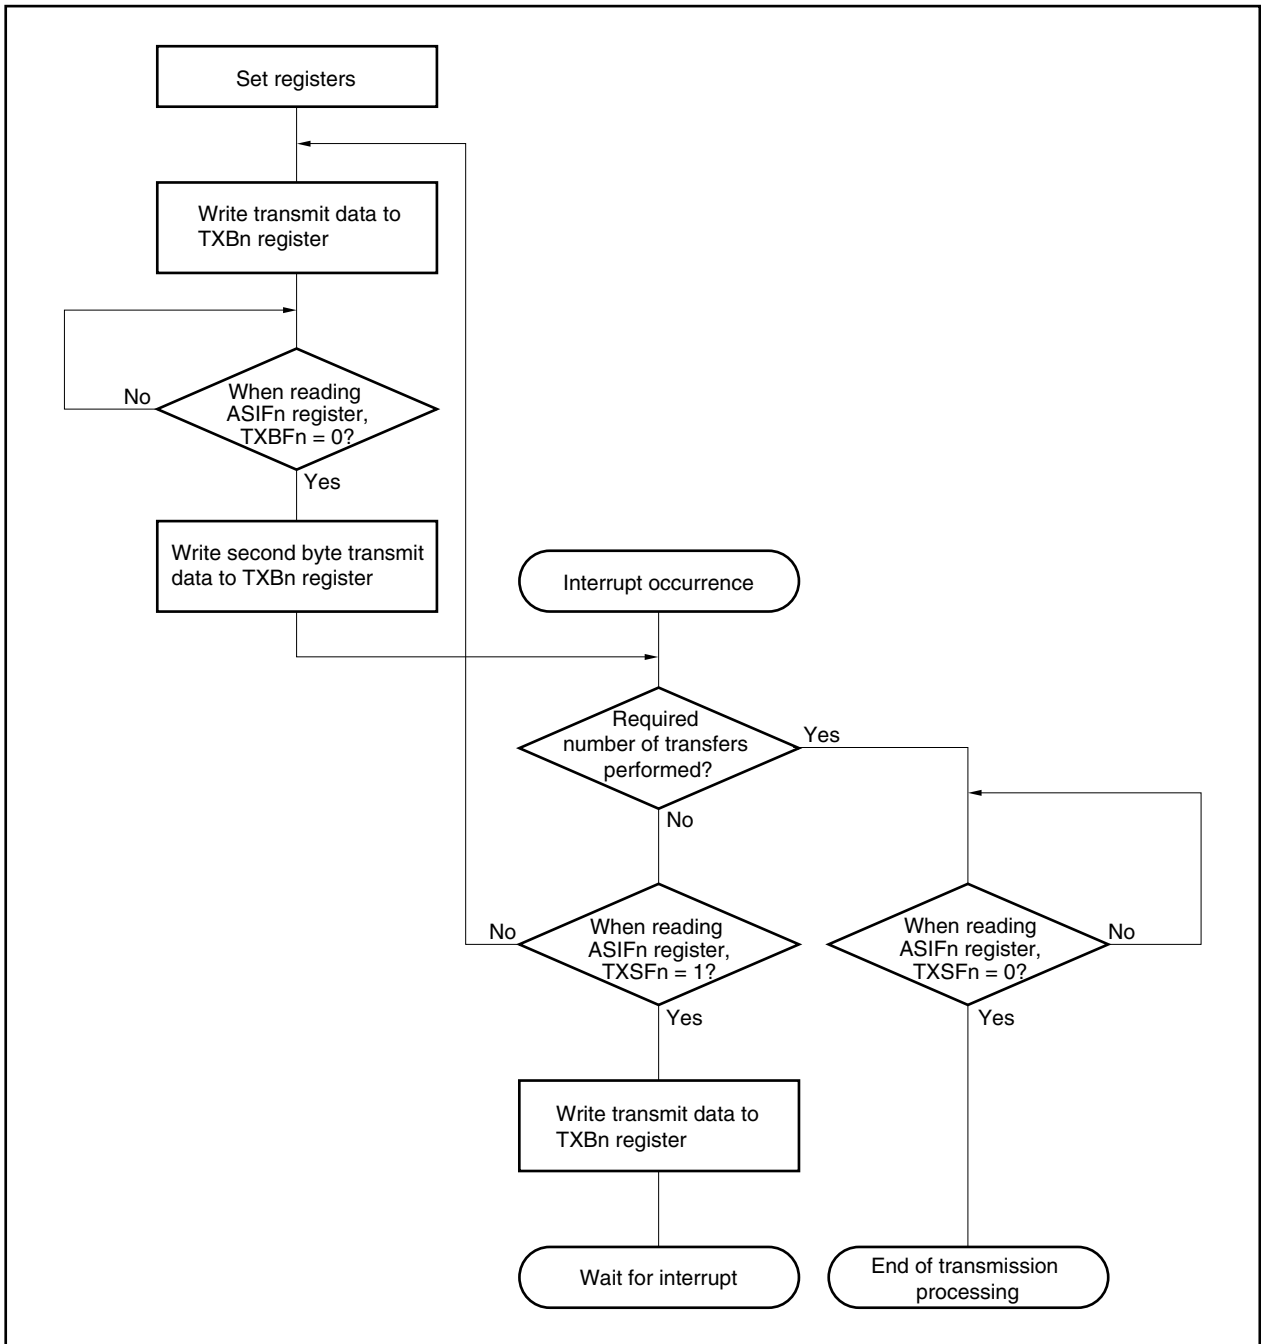 Set registers
Write transmit data to
TXBn register
No
When reading
ASIFn register,
TXBFn = 0?
Yes
Write second byte transmit
data to TXBn register
Interrupt occurrence
Required
number of transfers
performed?
Yes
No
No
When reading
ASIFn register,
TXSFn = 1?
Yes
When reading
ASIFn register,
TXSFn = 0?
No
Yes
Write transmit data to
TXBn register
Wait for interrupt
End of transmission
processing